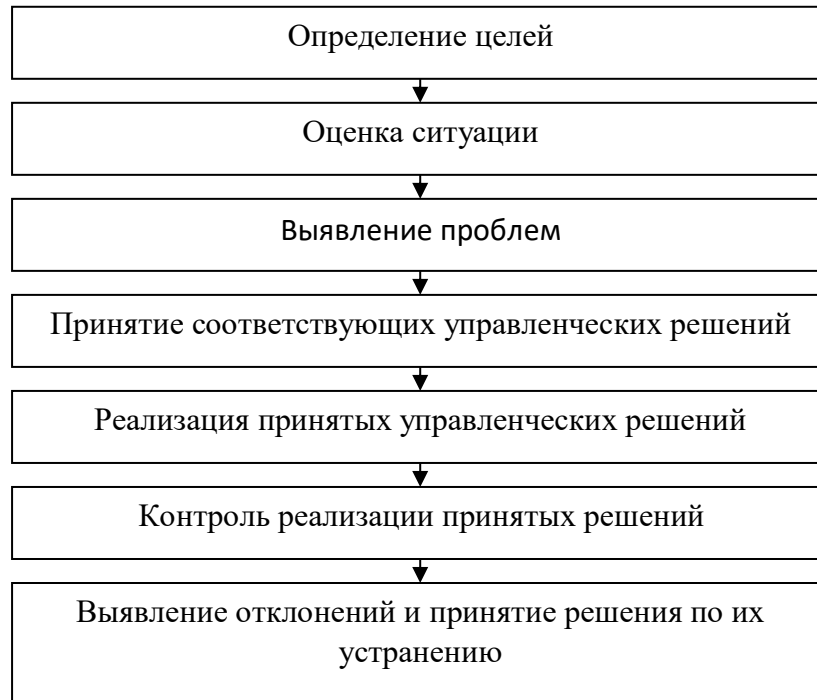 Определение целей
Оценка ситуации
Выявление проблем
Принятие соответствующих управленческих решений
Реализация принятых управленческих решений
Контроль реализации принятых решений
Выявление отклонений и принятие решения по их
устранению